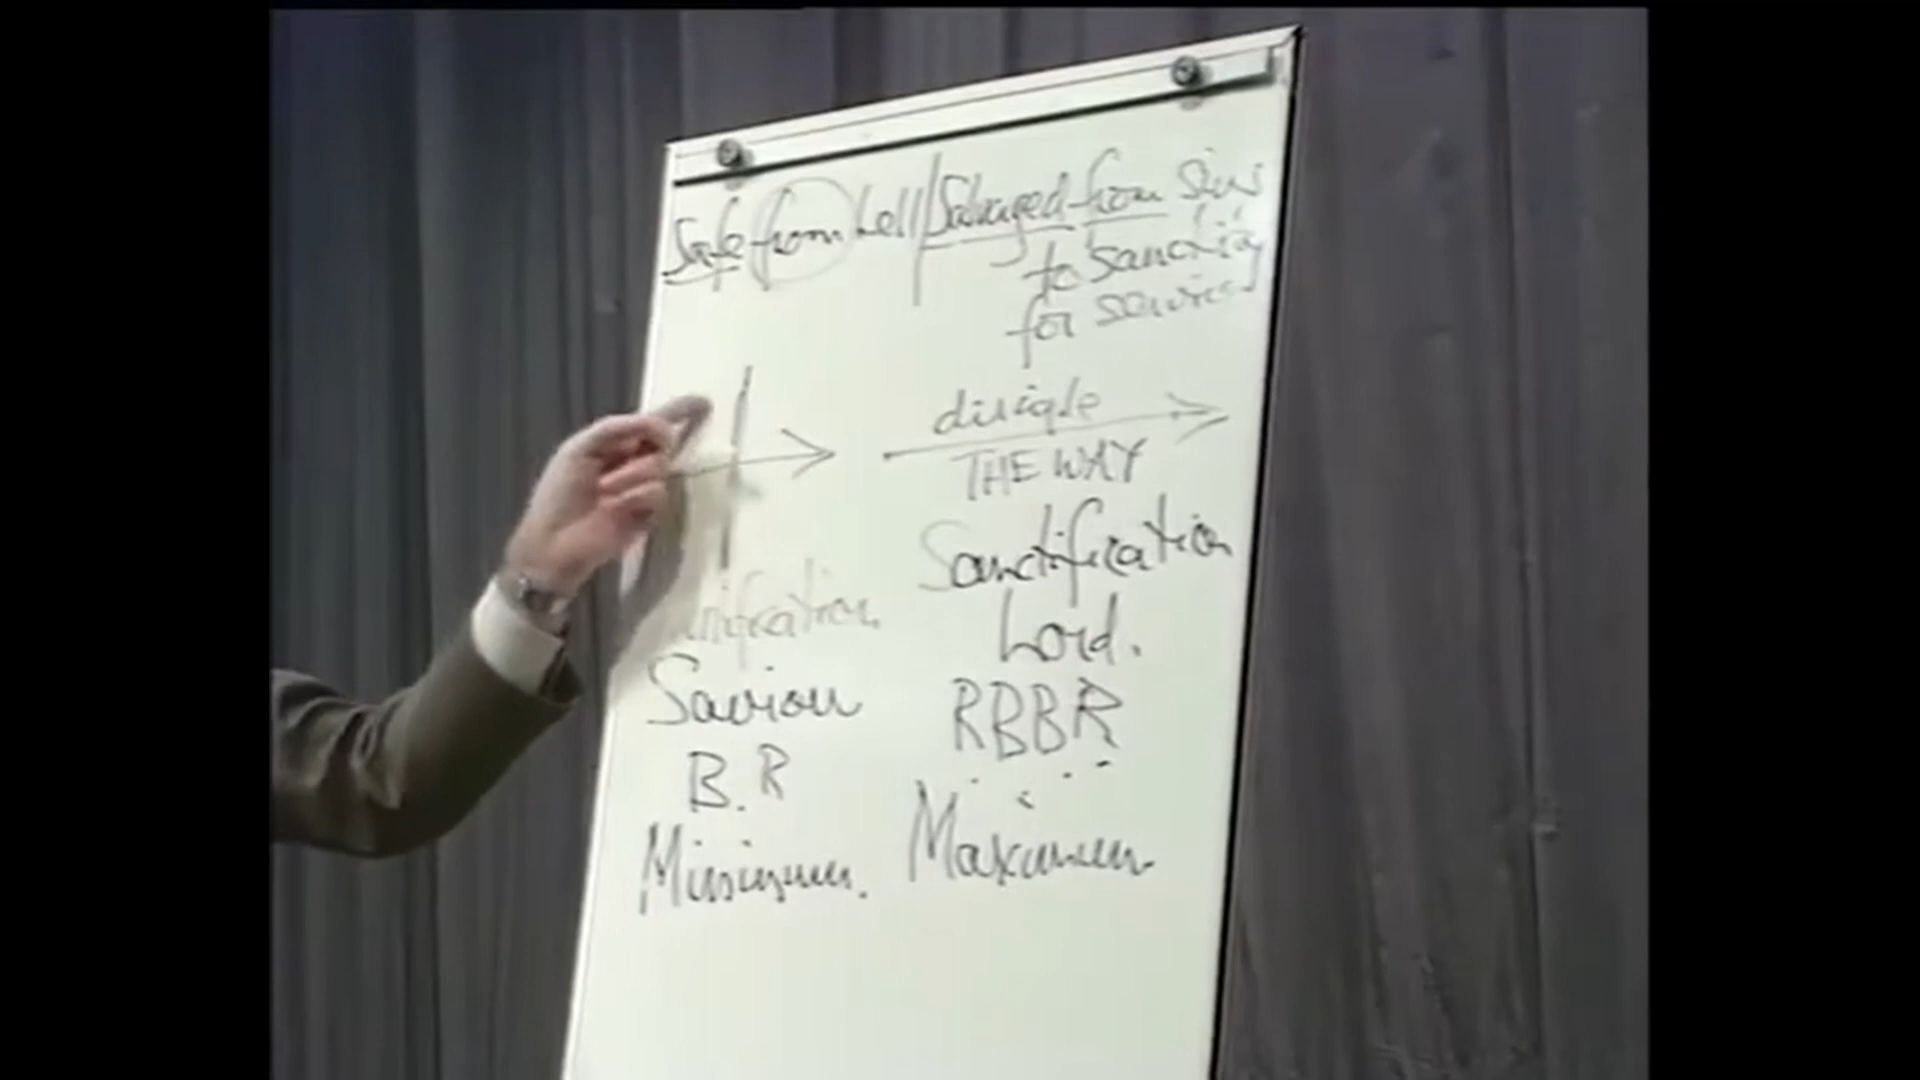 Safe from hell
Salvaged from sins
to sanctity
for service
disciple
THE WAY
Sanctification
Lord.
RBBR
Maximum
Saviour
B.R
Minimum.